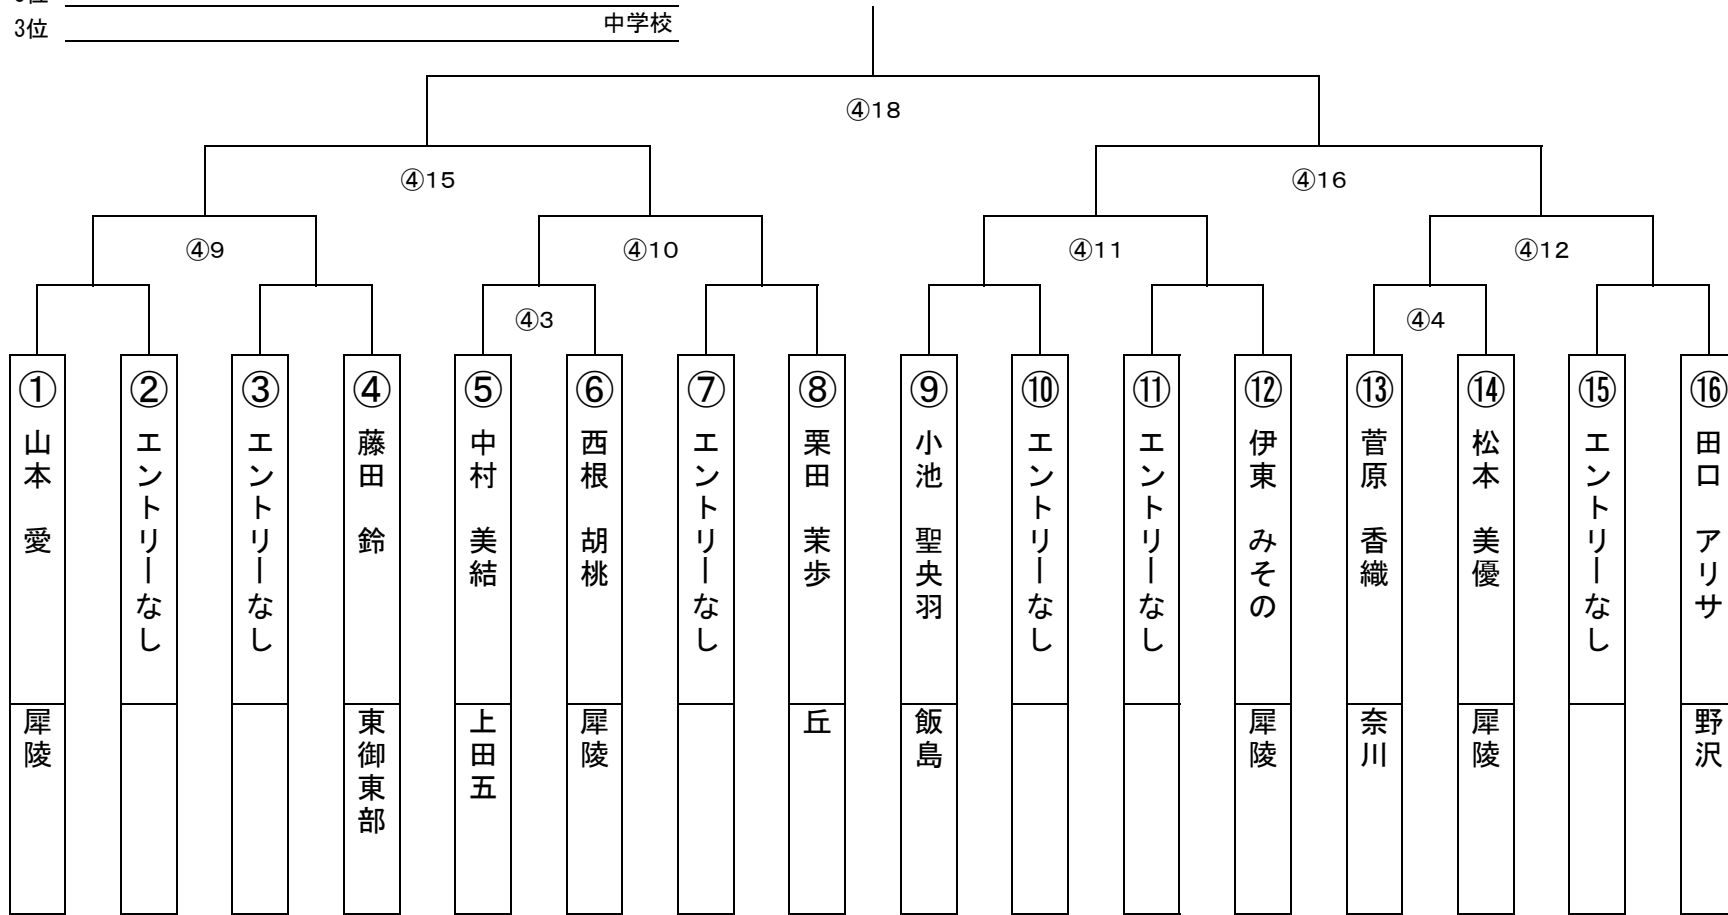 3位 中学校
④18
④15 ④16
④9 ④10 ④11 ④12
④3 ④4
① 山本 愛 犀陵
② エントリーなし
③ エントリーなし
④ 藤田 鈴 東御東部
⑤ 中村 美結 上田五
⑥ 西根 胡桃 犀陵
⑦ エントリーなし
⑧ 栗田 茉歩 丘
⑨ 小池 聖央羽 飯島
⑩ エントリーなし
⑪ エントリーなし
⑫ 伊東 みその 犀陵
⑬ 菅原 香織 奈川
⑭ 松本 美優 犀陵
⑮ エントリーなし
⑯ 田口 アリサ 野沢